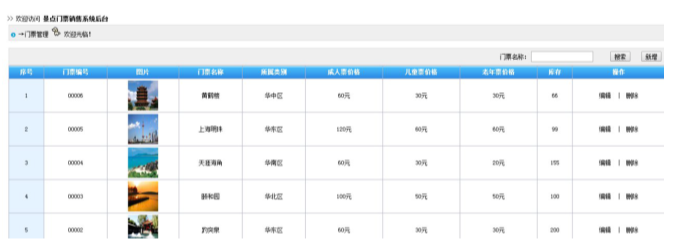 >> 欢迎访问 景点门票销售系统后台
→门票管理 欢迎光临!
门票名称: 搜索 新增
序号 门票编号 图片 门票名称 所属类别 成人票价格 儿童票价格 老年票价格 库存 操作
1 00006 黄鹤楼 华中区 60元 30元 30元 66 编辑 | 删除
2 00005 上海明珠 华东区 120元 60元 60元 99 编辑 | 删除
3 00004 天涯海角 华南区 60元 30元 20元 155 编辑 | 删除
4 00003 颐和园 华北区 100元 50元 50元 100 编辑 | 删除
5 00002 趵突泉 华东区 60元 30元 30元 200 编辑 | 删除